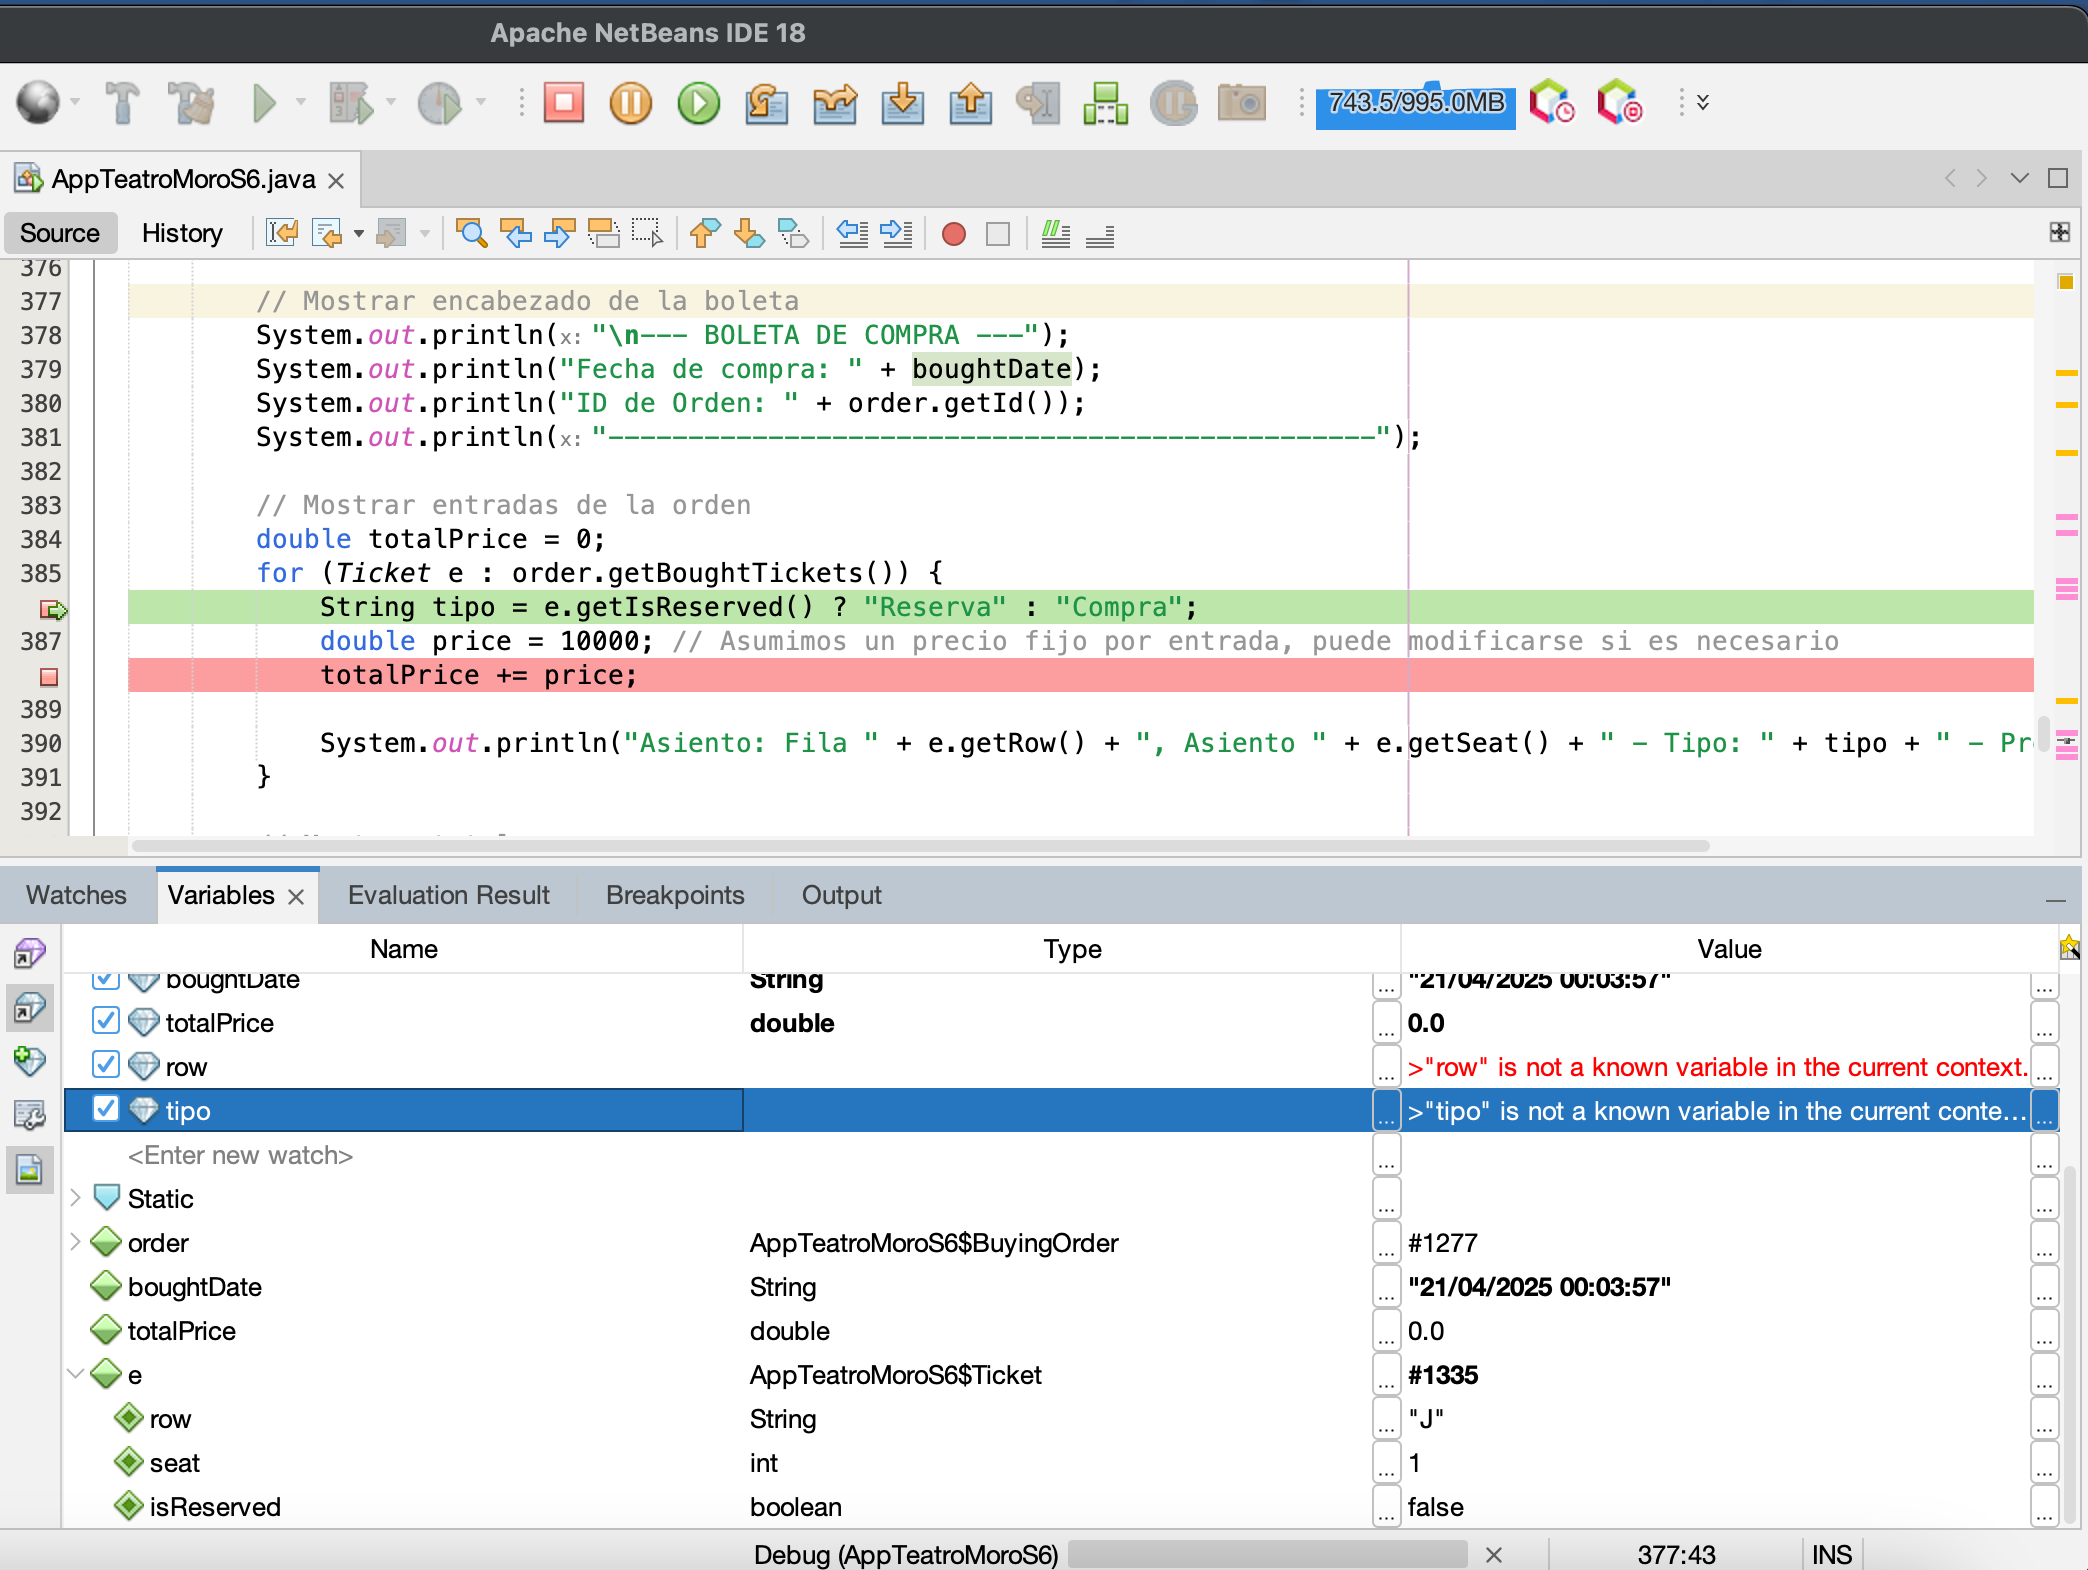 Apache NetBeans IDE 18
743.5/995.0MB
AppTeatroMoroS6.java
Source History
376
377 // Mostrar encabezado de la boleta
378 System.out.println(x: "\n--- BOLETA DE COMPRA ---");
379 System.out.println("Fecha de compra: " + boughtDate);
380 System.out.println("ID de Orden: " + order.getId());
381 System.out.println(x: "------------------------------------------------");
382
383 // Mostrar entradas de la orden
384 double totalPrice = 0;
385 for (Ticket e : order.getBoughtTickets()) {
String tipo = e.getIsReserved() ? "Reserva" : "Compra";
387 double price = 10000; // Asumimos un precio fijo por entrada, puede modificarse si es necesario
totalPrice += price;
389
390 System.out.println("Asiento: Fila " + e.getRow() + ", Asiento " + e.getSeat() + " - Tipo: " + tipo + " - Pr
391 }
392
Watches Variables Evaluation Result Breakpoints Output
Name Type Value
boughtDate String ... "21/04/2025 00:03:57" ...
totalPrice double ... 0.0 ...
row ... >"row" is not a known variable in the current context. ...
tipo ... >"tipo" is not a known variable in the current conte... ...
<Enter new watch> ... ...
Static ... ...
order AppTeatroMoroS6$BuyingOrder ... #1277 ...
boughtDate String ... "21/04/2025 00:03:57" ...
totalPrice double ... 0.0 ...
e AppTeatroMoroS6$Ticket ... #1335 ...
row String ... "J" ...
seat int ... 1 ...
isReserved boolean ... false ...
Debug (AppTeatroMoroS6) 377:43 INS